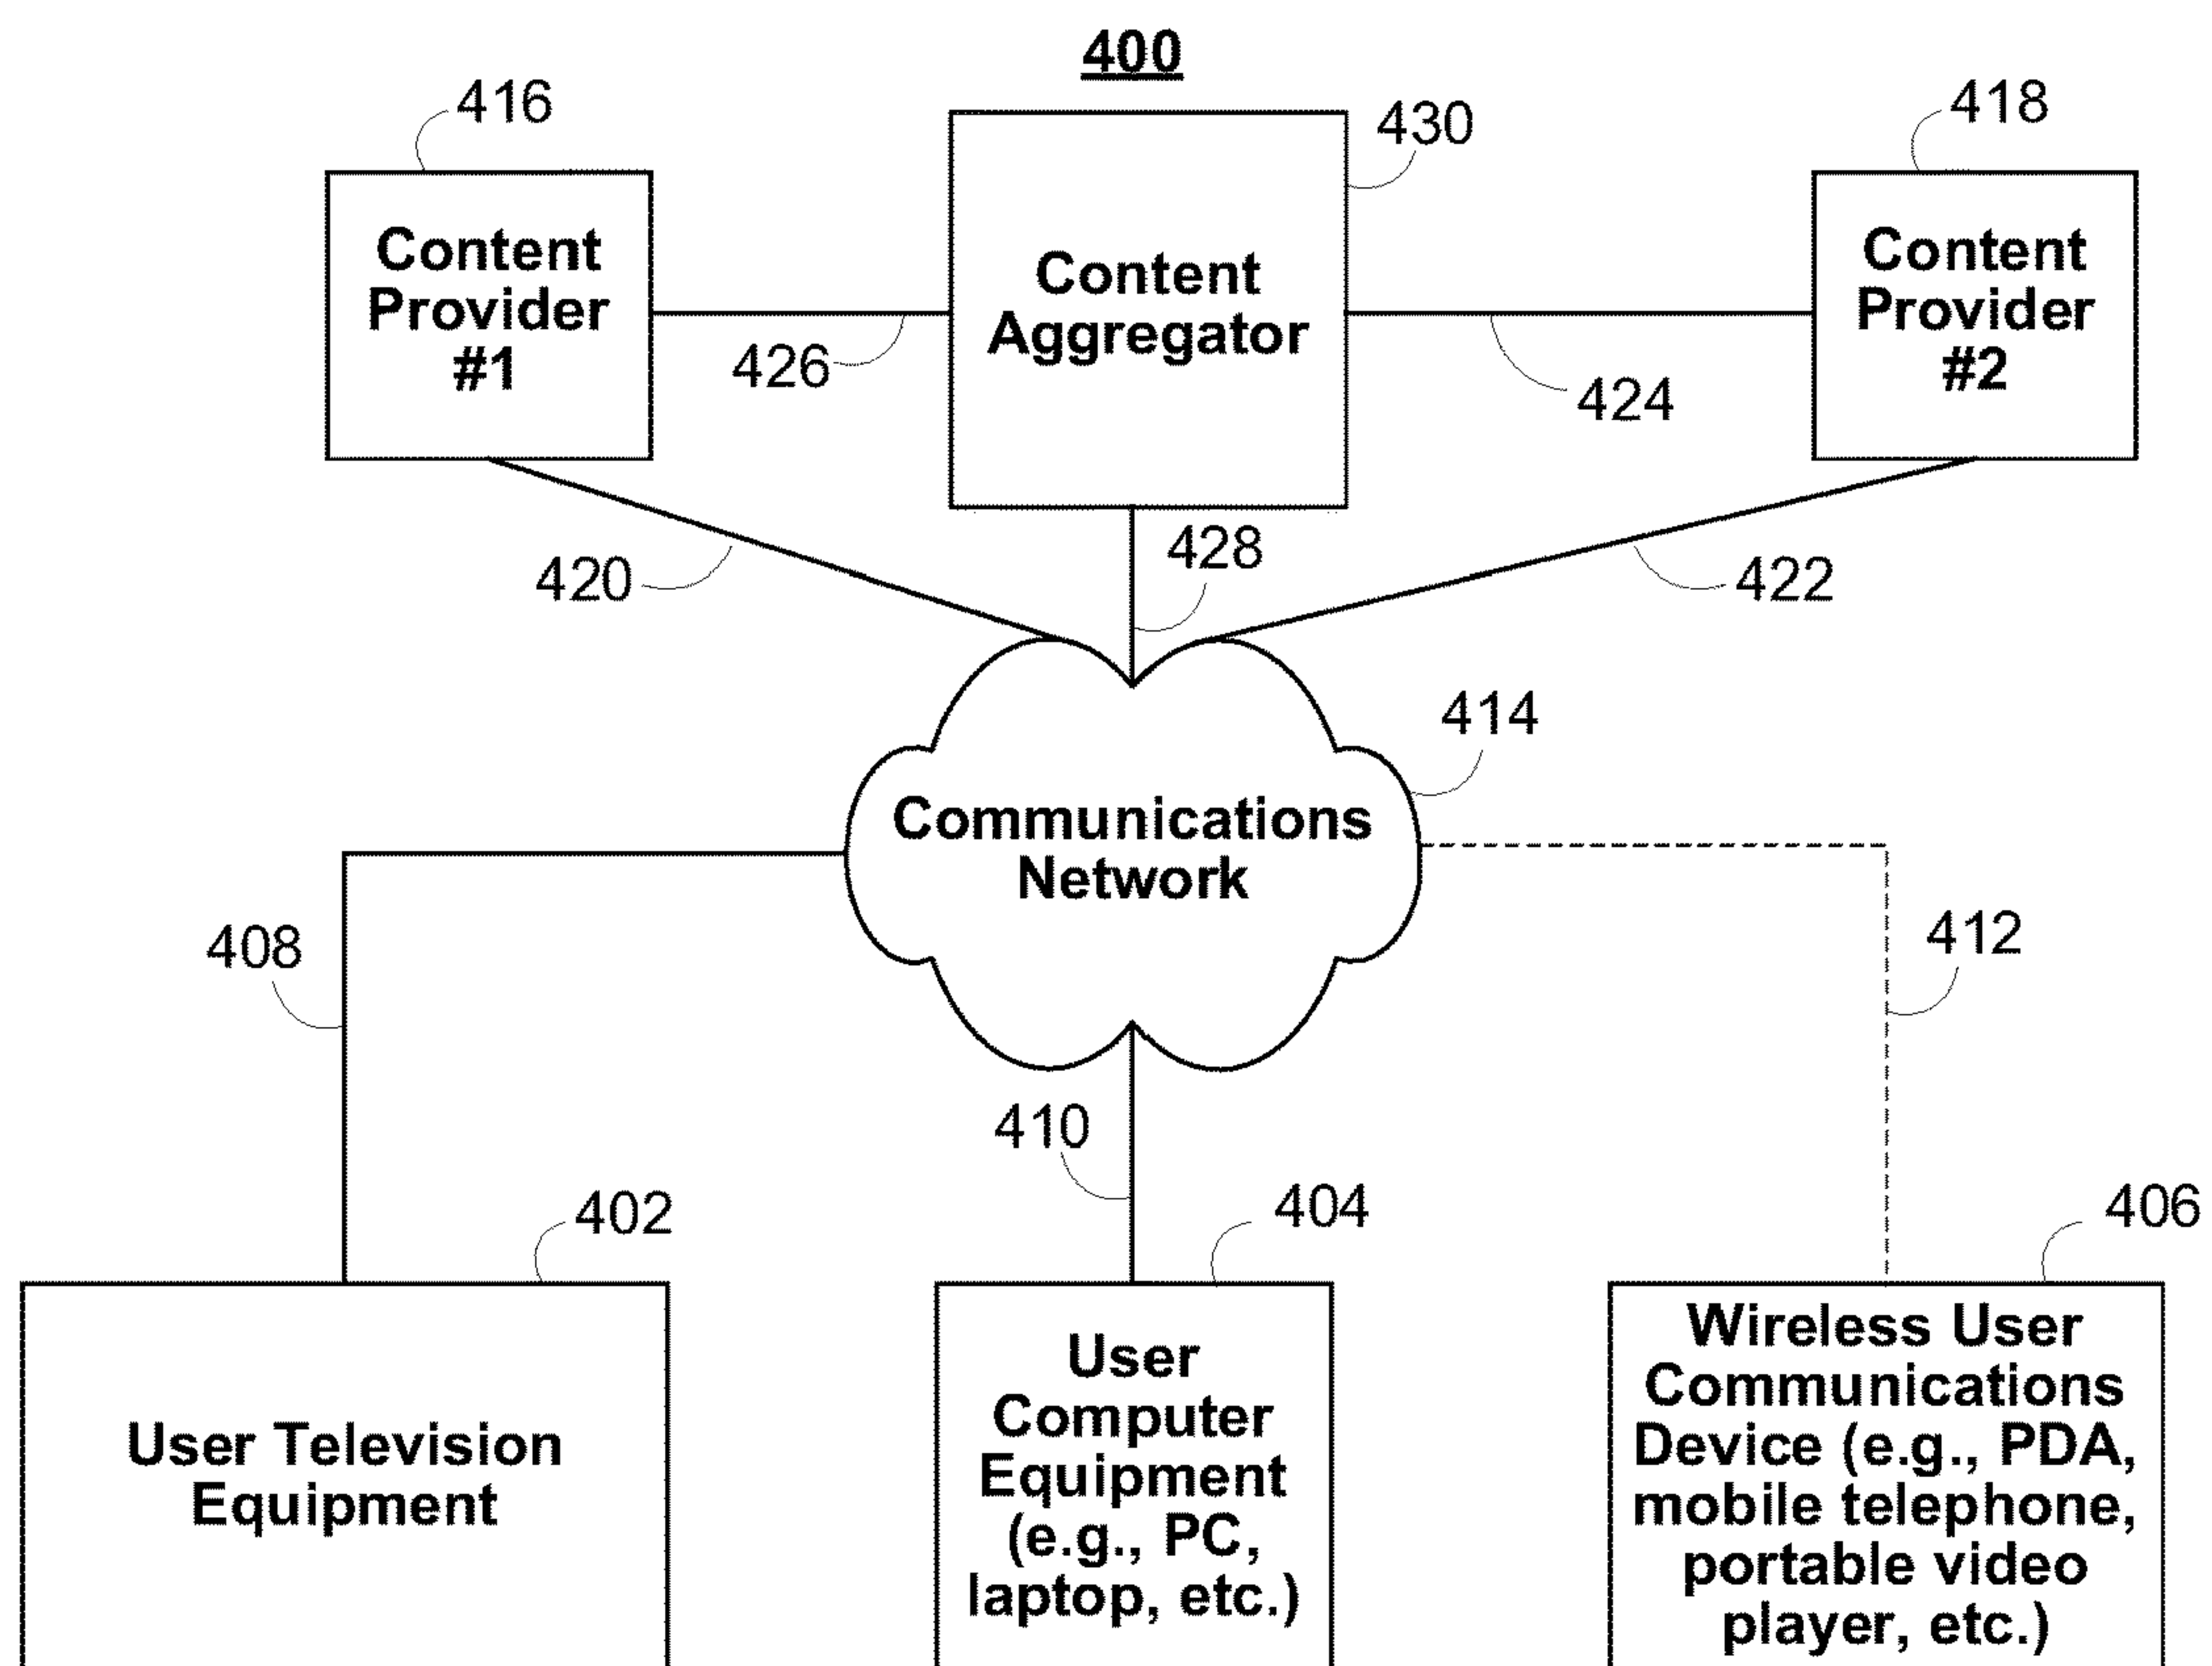 400
416
430
418
Content
Provider
#1
Content
Aggregator
Content
Provider
#2
426
424
420
428
422
414
Communications
Network
408
412
410
402
404
406
User Television
Equipment
User
Computer
Equipment
(e.g., PC,
laptop, etc.)
Wireless User
Communications
Device (e.g., PDA,
mobile telephone,
portable video
player, etc.)